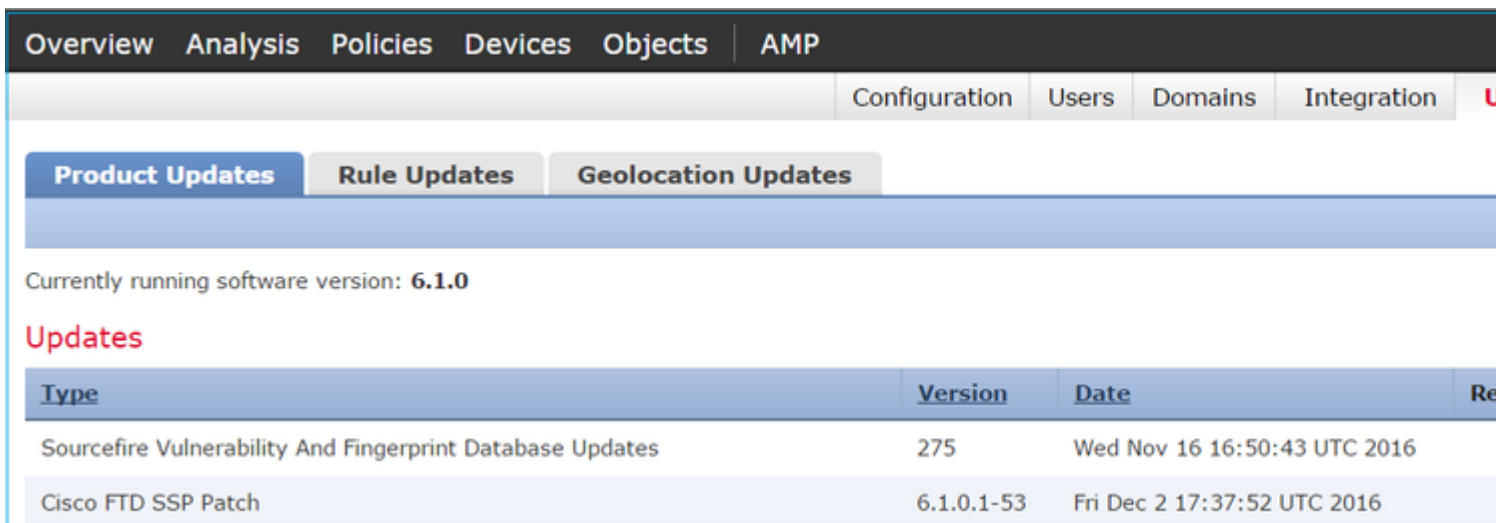 Overview Analysis Policies Devices Objects AMP
Configuration Users Domains Integration U
Product Updates Rule Updates Geolocation Updates
Currently running software version: 6.1.0
Updates
Type Version Date Re
Sourcefire Vulnerability And Fingerprint Database Updates 275 Wed Nov 16 16:50:43 UTC 2016
Cisco FTD SSP Patch 6.1.0.1-53 Fri Dec 2 17:37:52 UTC 2016